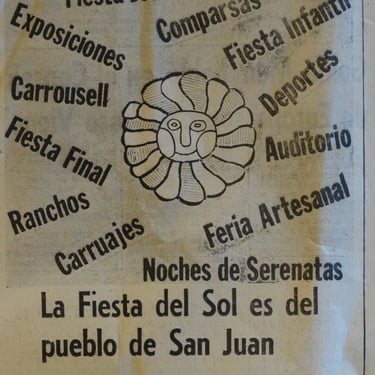 Fiesta
Comparsas
Exposiciones
Fiesta Infantil
Carrousell
Deportes
Fiesta Final
Auditorio
Ranchos
Feria Artesanal
Carruajes
Noches de Serenatas
La Fiesta del Sol es del
pueblo de San Juan